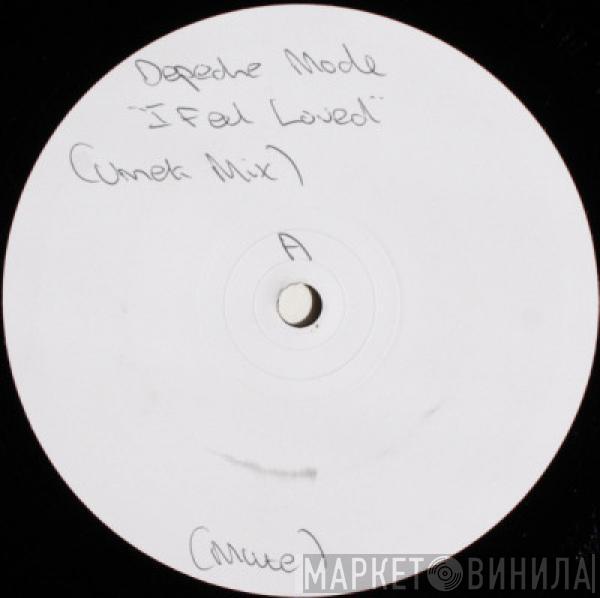 Depeche Mode
"I Feel Loved"
(Umek Mix)
A
(Mute)
МАРКЕТ ВИНИЛА